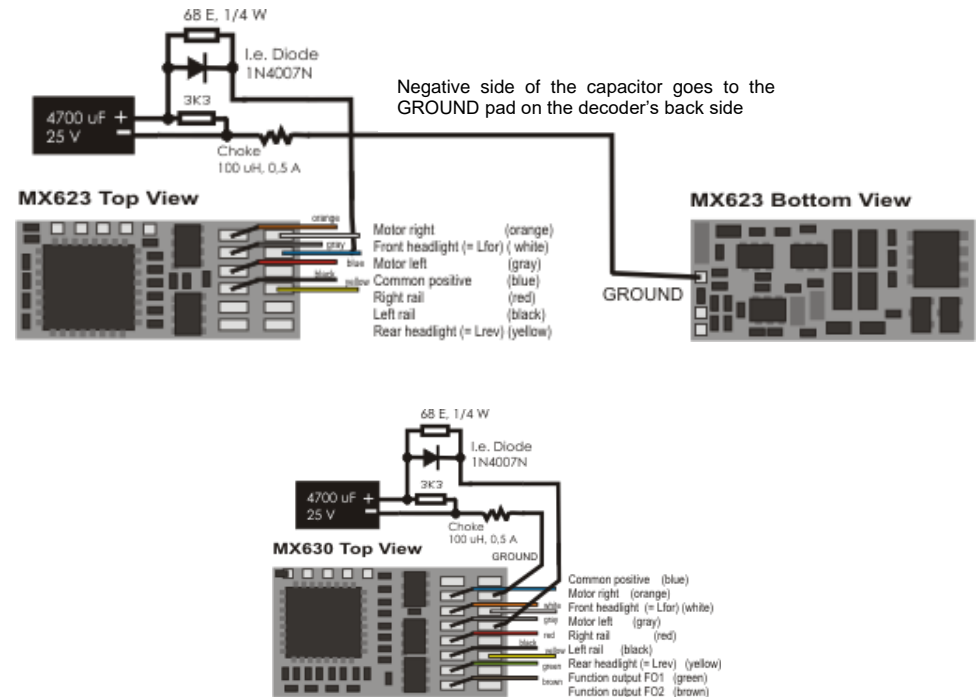 68 E, 1/4 W
I.e. Diode
1N4007N
3K3
4700 uF +
25 V -
Choke
100 uH, 0,5 A
Negative side of the capacitor goes to the
GROUND pad on the decoder's back side
MX623 Top View
MX623 Bottom View
orange
gray
blue
black
yellow
Motor right (orange)
Front headlight (= Lfor) ( white)
Motor left (gray)
Common positive (blue)
Right rail (red)
Left rail (black)
Rear headlight (= Lrev) (yellow)
GROUND
68 E, 1/4 W
I.e. Diode
1N4007N
3K3
4700 uF +
25 V -
Choke
100 uH, 0,5 A
GROUND
MX630 Top View
white
gray
red
black
yellow
green
brown
Common positive (blue)
Motor right (orange)
Front headlight (= Lfor) (white)
Motor left (gray)
Right rail (red)
Left rail (black)
Rear headlight (= Lrev) (yellow)
Function output FO1 (green)
Function output FO2 (brown)